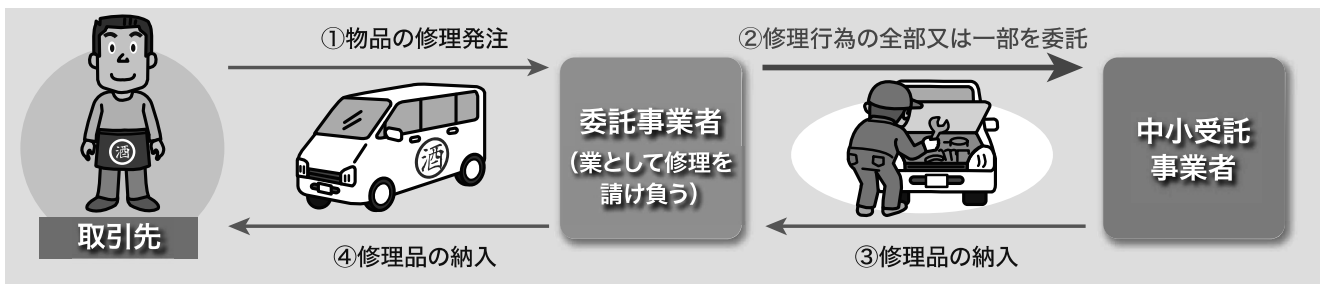 ①物品の修理発注
②修理行為の全部又は一部を委託
酒
酒
委託事業者
（業として修理を
請け負う）
中小受託
事業者
取引先
④修理品の納入
③修理品の納入